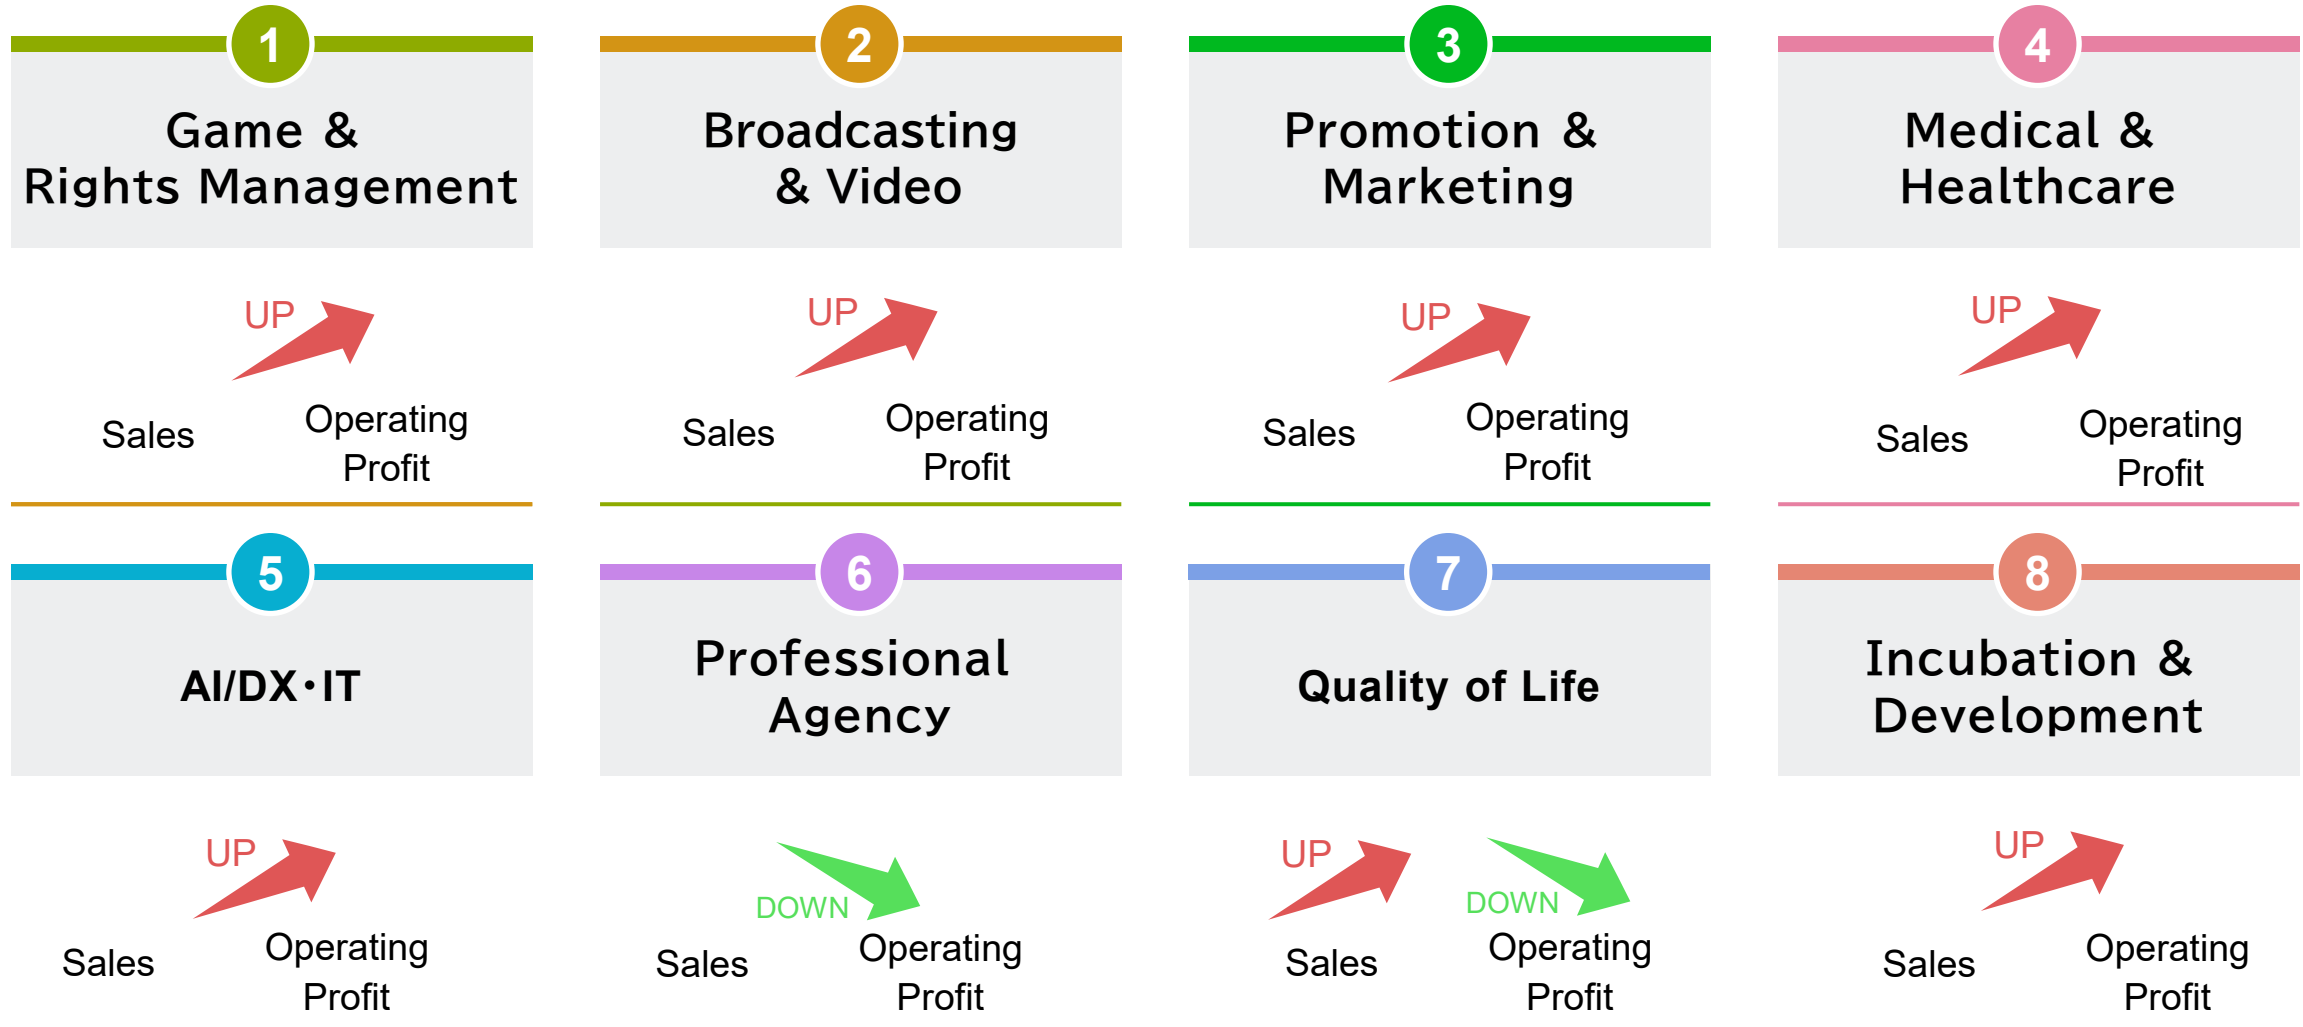 1
Game &
Rights Management
UP
Sales
Operating
Profit
2
Broadcasting
& Video
UP
Sales
Operating
Profit
3
Promotion &
Marketing
UP
Sales
Operating
Profit
4
Medical &
Healthcare
UP
Sales
Operating
Profit
5
AI/DX・IT
UP
Sales
Operating
Profit
6
Professional
Agency
DOWN
Sales
Operating
Profit
7
Quality of Life
UP
Sales
DOWN
Operating
Profit
8
Incubation &
Development
UP
Sales
Operating
Profit